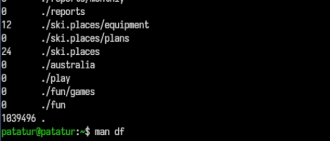 0 ./reports
12 ./ski.places/equipment
0 ./ski.places/plans
24 ./ski.places
0 ./australia
0 ./play
0 ./fun/games
0 ./fun
1039496 .
patatur@patatur:~$ man df